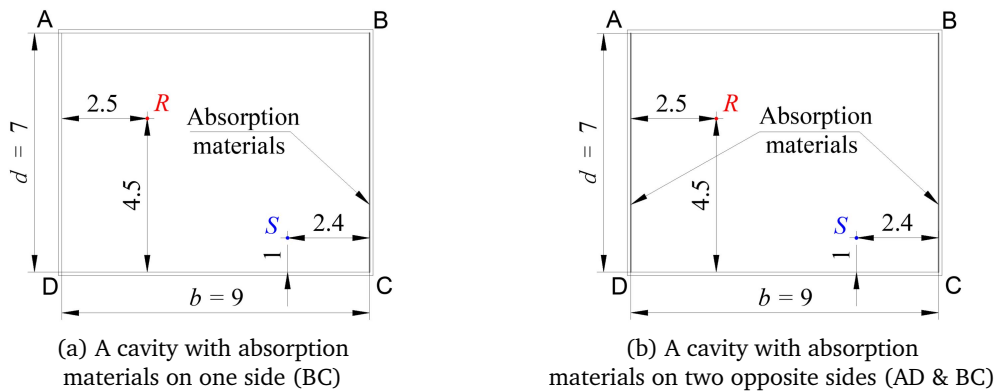 A
B
2.5
R
Absorption
materials
d = 7
4.5
S
2.4
1
D
C
b = 9
(a) A cavity with absorption
materials on one side (BC)
A
B
2.5
R
Absorption
materials
d = 7
4.5
S
2.4
1
D
C
b = 9
(b) A cavity with absorption
materials on two opposite sides (AD & BC)